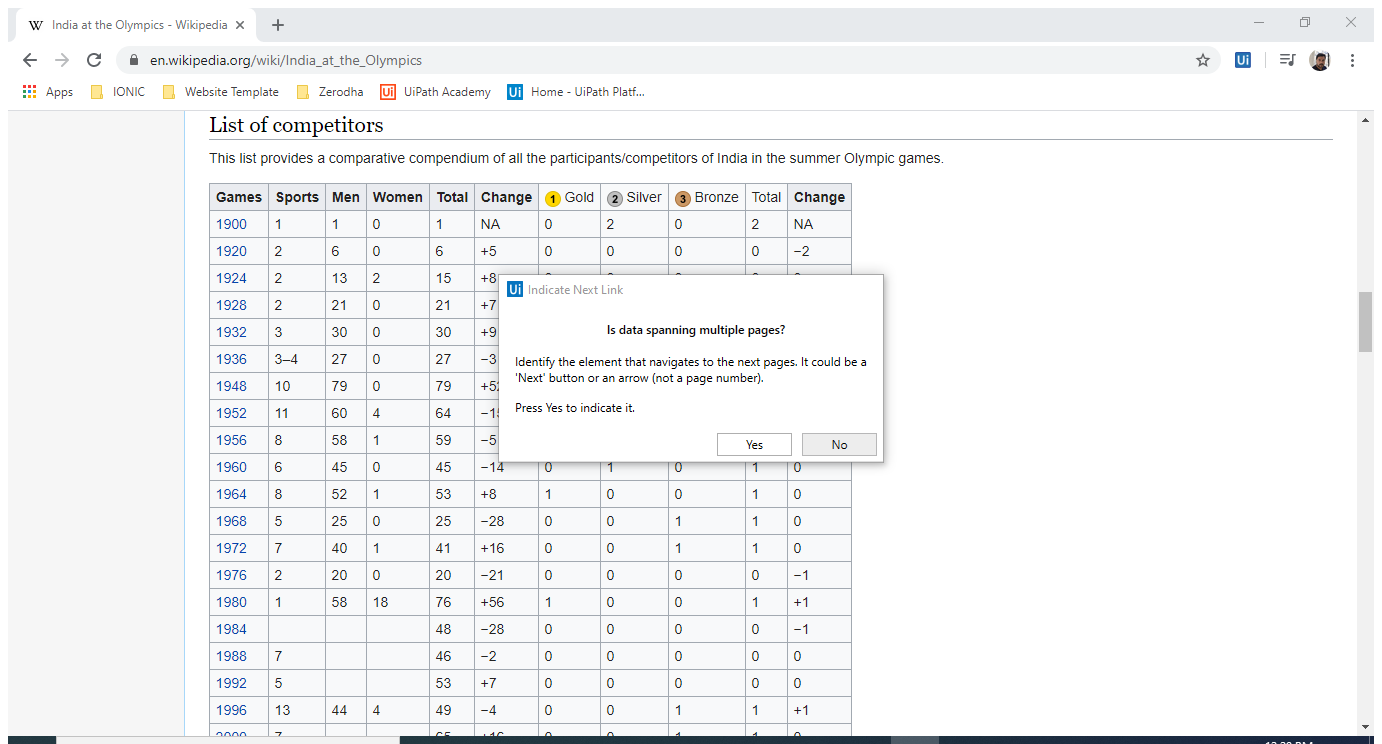 W India at the Olympics - Wikipedia
en.wikipedia.org/wiki/India_at_the_Olympics
Ui
Apps IONIC Website Template Zerodha Ui UiPath Academy Ui Home - UiPath Platf...
List of competitors
This list provides a comparative compendium of all the participants/competitors of India in the summer Olympic games.
Games Sports Men Women Total Change 1 Gold 2 Silver 3 Bronze Total Change
1900 1 1 0 1 NA 0 2 0 2 NA
1920 2 6 0 6 +5 0 0 0 0 −2
1924 2 13 2 15 +8
1928 2 21 0 21 +7
1932 3 30 0 30 +9
1936 3–4 27 0 27 −3
1948 10 79 0 79
1952 11 60 4 64
1956 8 58 1 59 −5
Ui Indicate Next Link
Is data spanning multiple pages?
Identify the element that navigates to the next pages. It could be a
'Next' button or an arrow (not a page number).
Press Yes to indicate it.
Yes No
1960 6 45 0 45 −14 0 1 0 1 0
1964 8 52 1 53 +8 1 0 0 1 0
1968 5 25 0 25 −28 0 0 1 1 0
1972 7 40 1 41 +16 0 0 1 1 0
1976 2 20 0 20 −21 0 0 0 0 −1
1980 1 58 18 76 +56 1 0 0 1 +1
1984 48 −28 0 0 0 0 −1
1988 7 46 −2 0 0 0 0 0
1992 5 53 +7 0 0 0 0 0
1996 13 44 4 49 −4 0 0 1 1 +1